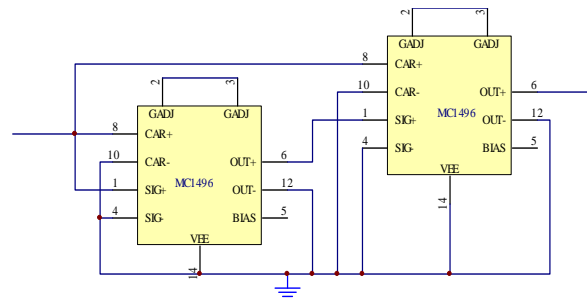 2
3
GADJ
GADJ
8
CAR+
10
CAR-
OUT+
6
1
SIG+
MC1496
OUT-
12
4
SIG-
BIAS
5
VEE
14
2
3
GADJ
GADJ
8
CAR+
10
CAR-
OUT+
6
1
SIG+
MC1496
OUT-
12
4
SIG-
BIAS
5
VEE
14